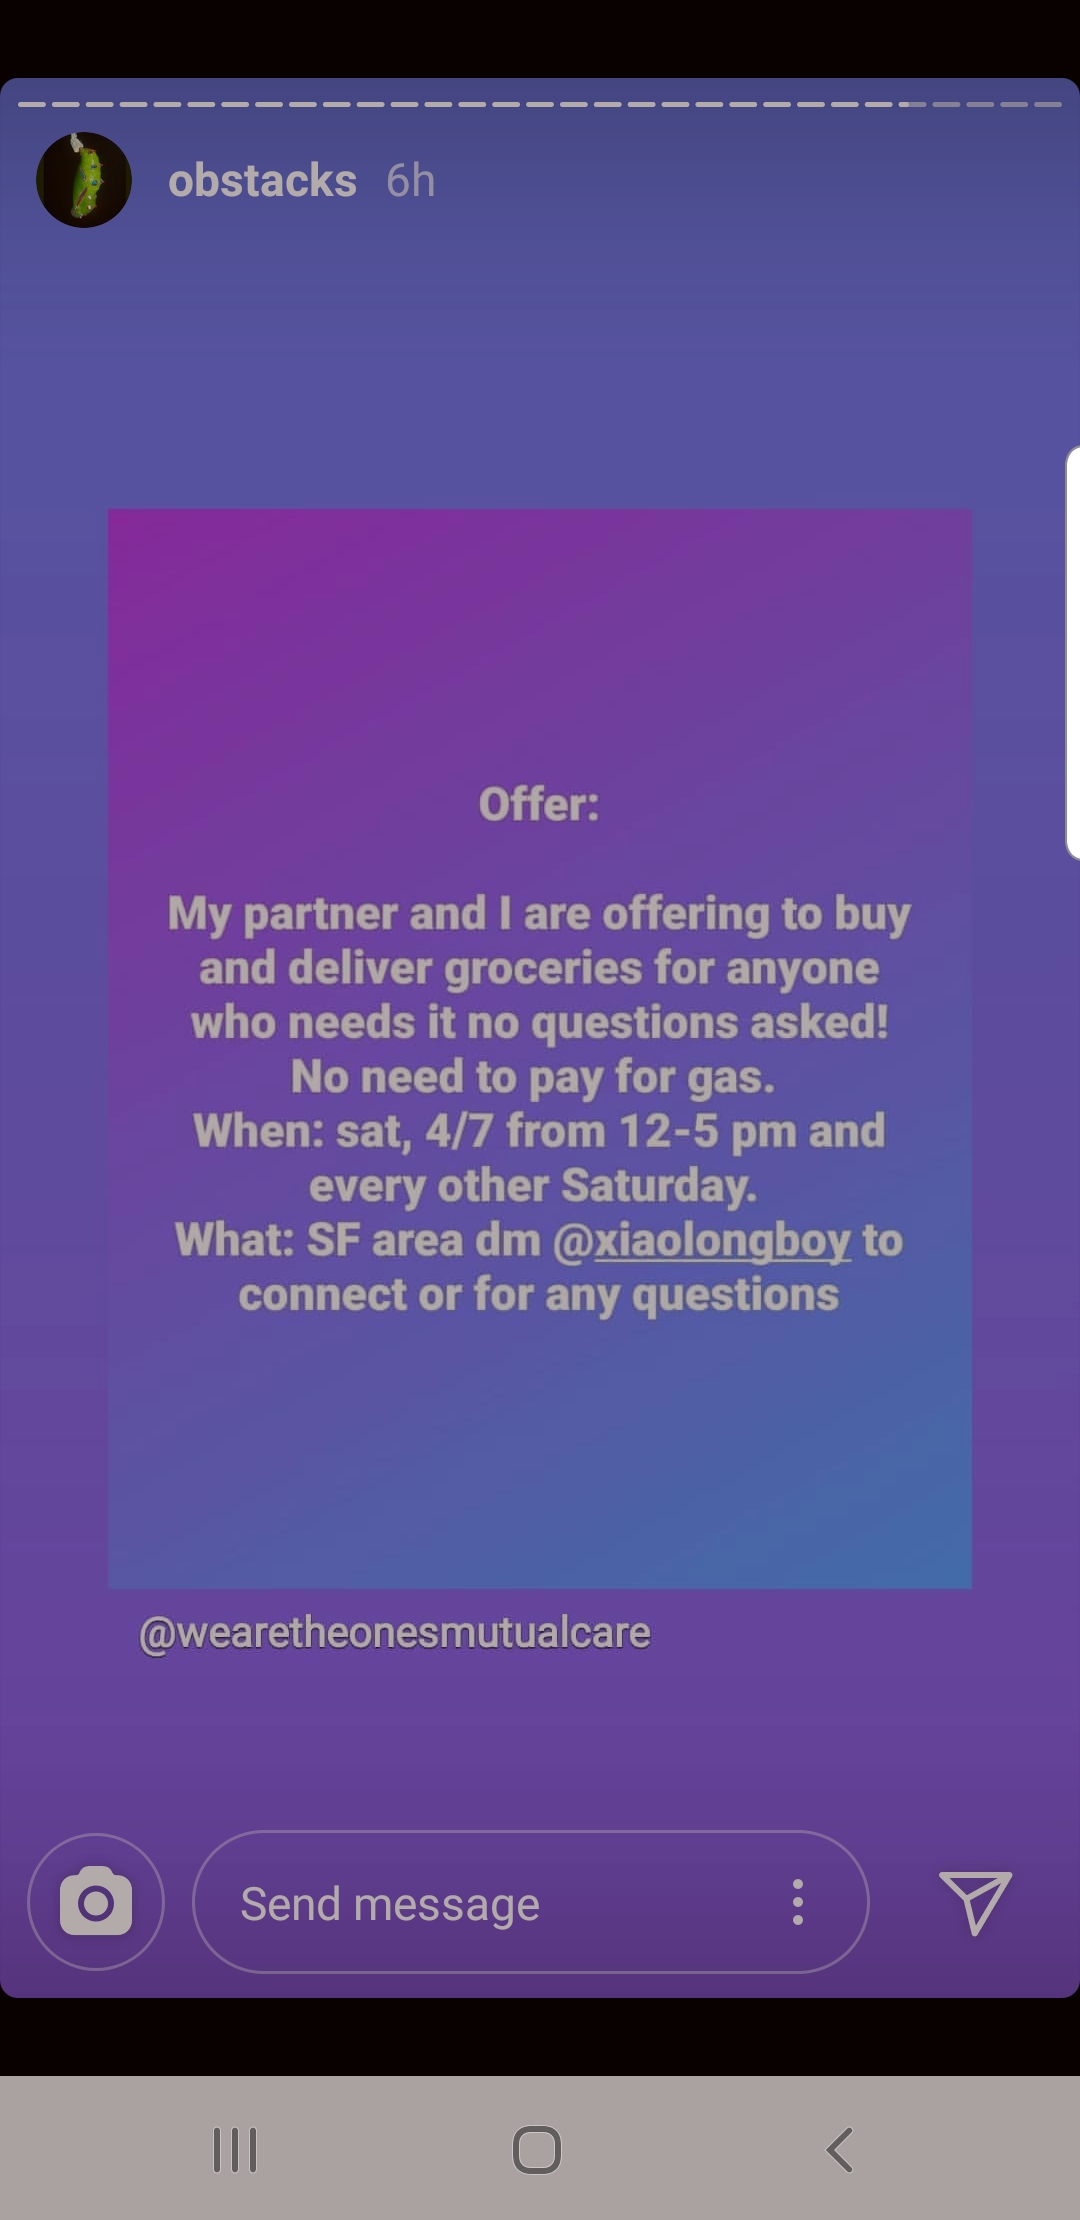 obstacks 6h
Offer:
My partner and I are offering to buy
and deliver groceries for anyone
who needs it no questions asked!
No need to pay for gas.
When: sat, 4/7 from 12-5 pm and
every other Saturday.
What: SF area dm @xiaolongboy to
connect or for any questions
@wearetheonesmutualcare
Send message